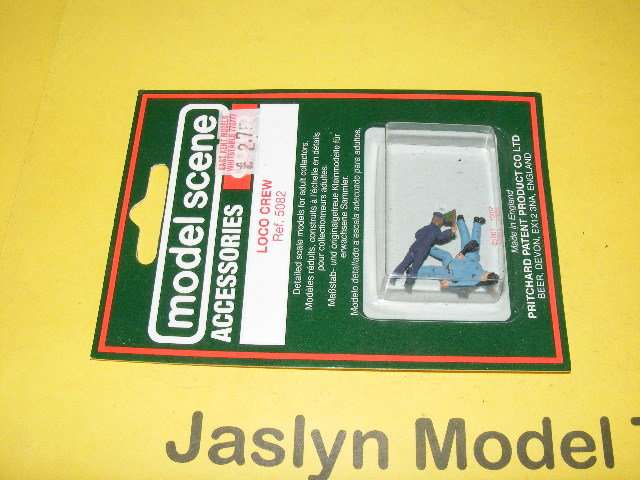 model scene
ACCESSORIES
LOCO CREW
Ref. 5082
Detailed scale models for adult collectors.
Modèles réduits, construits à l'échelle en détails
pour collectionneurs adultes.
Maßstab- und originalgetreue Kleinmodelle für
erwachsene Sammler.
Modelo detallado a escala adecuado para adultos.
Made in England
PRITCHARD PATENT PRODUCT CO LTD
BEER, DEVON, EX12 3NA, ENGLAND
Jaslyn Model